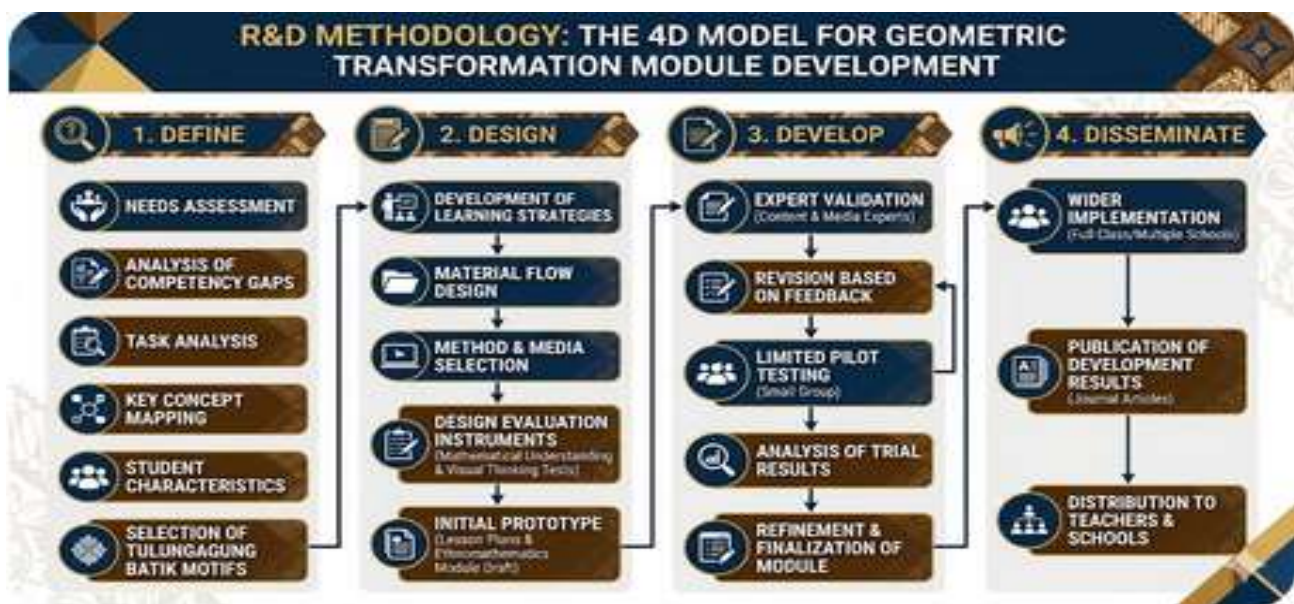 R&D METHODOLOGY: THE 4D MODEL FOR GEOMETRIC
TRANSFORMATION MODULE DEVELOPMENT
1. DEFINE
NEEDS ASSESSMENT
ANALYSIS OF
COMPETENCY GAPS
TASK ANALYSIS
KEY CONCEPT
MAPPING
STUDENT
CHARACTERISTICS
SELECTION OF
TULUNGAGUNG
BATIK MOTIFS
2. DESIGN
DEVELOPMENT OF
LEARNING STRATEGIES
MATERIAL FLOW
DESIGN
METHOD & MEDIA
SELECTION
DESIGN EVALUATION
INSTRUMENTS
(Mathematical Understanding
& Visual Thinking Tests)
INITIAL PROTOTYPE
(Lesson Plans &
Ethnomathematics
Module Draft)
3. DEVELOP
EXPERT VALIDATION
(Content & Media Experts)
REVISION BASED
ON FEEDBACK
LIMITED PILOT
TESTING
(Small Group)
ANALYSIS OF TRIAL
RESULTS
REFINEMENT &
FINALIZATION OF
MODULE
4. DISSEMINATE
WIDER
IMPLEMENTATION
(Full Class/Multiple Schools)
PUBLICATION OF
DEVELOPMENT
RESULTS
(Journal Articles)
DISTRIBUTION TO
TEACHERS &
SCHOOLS